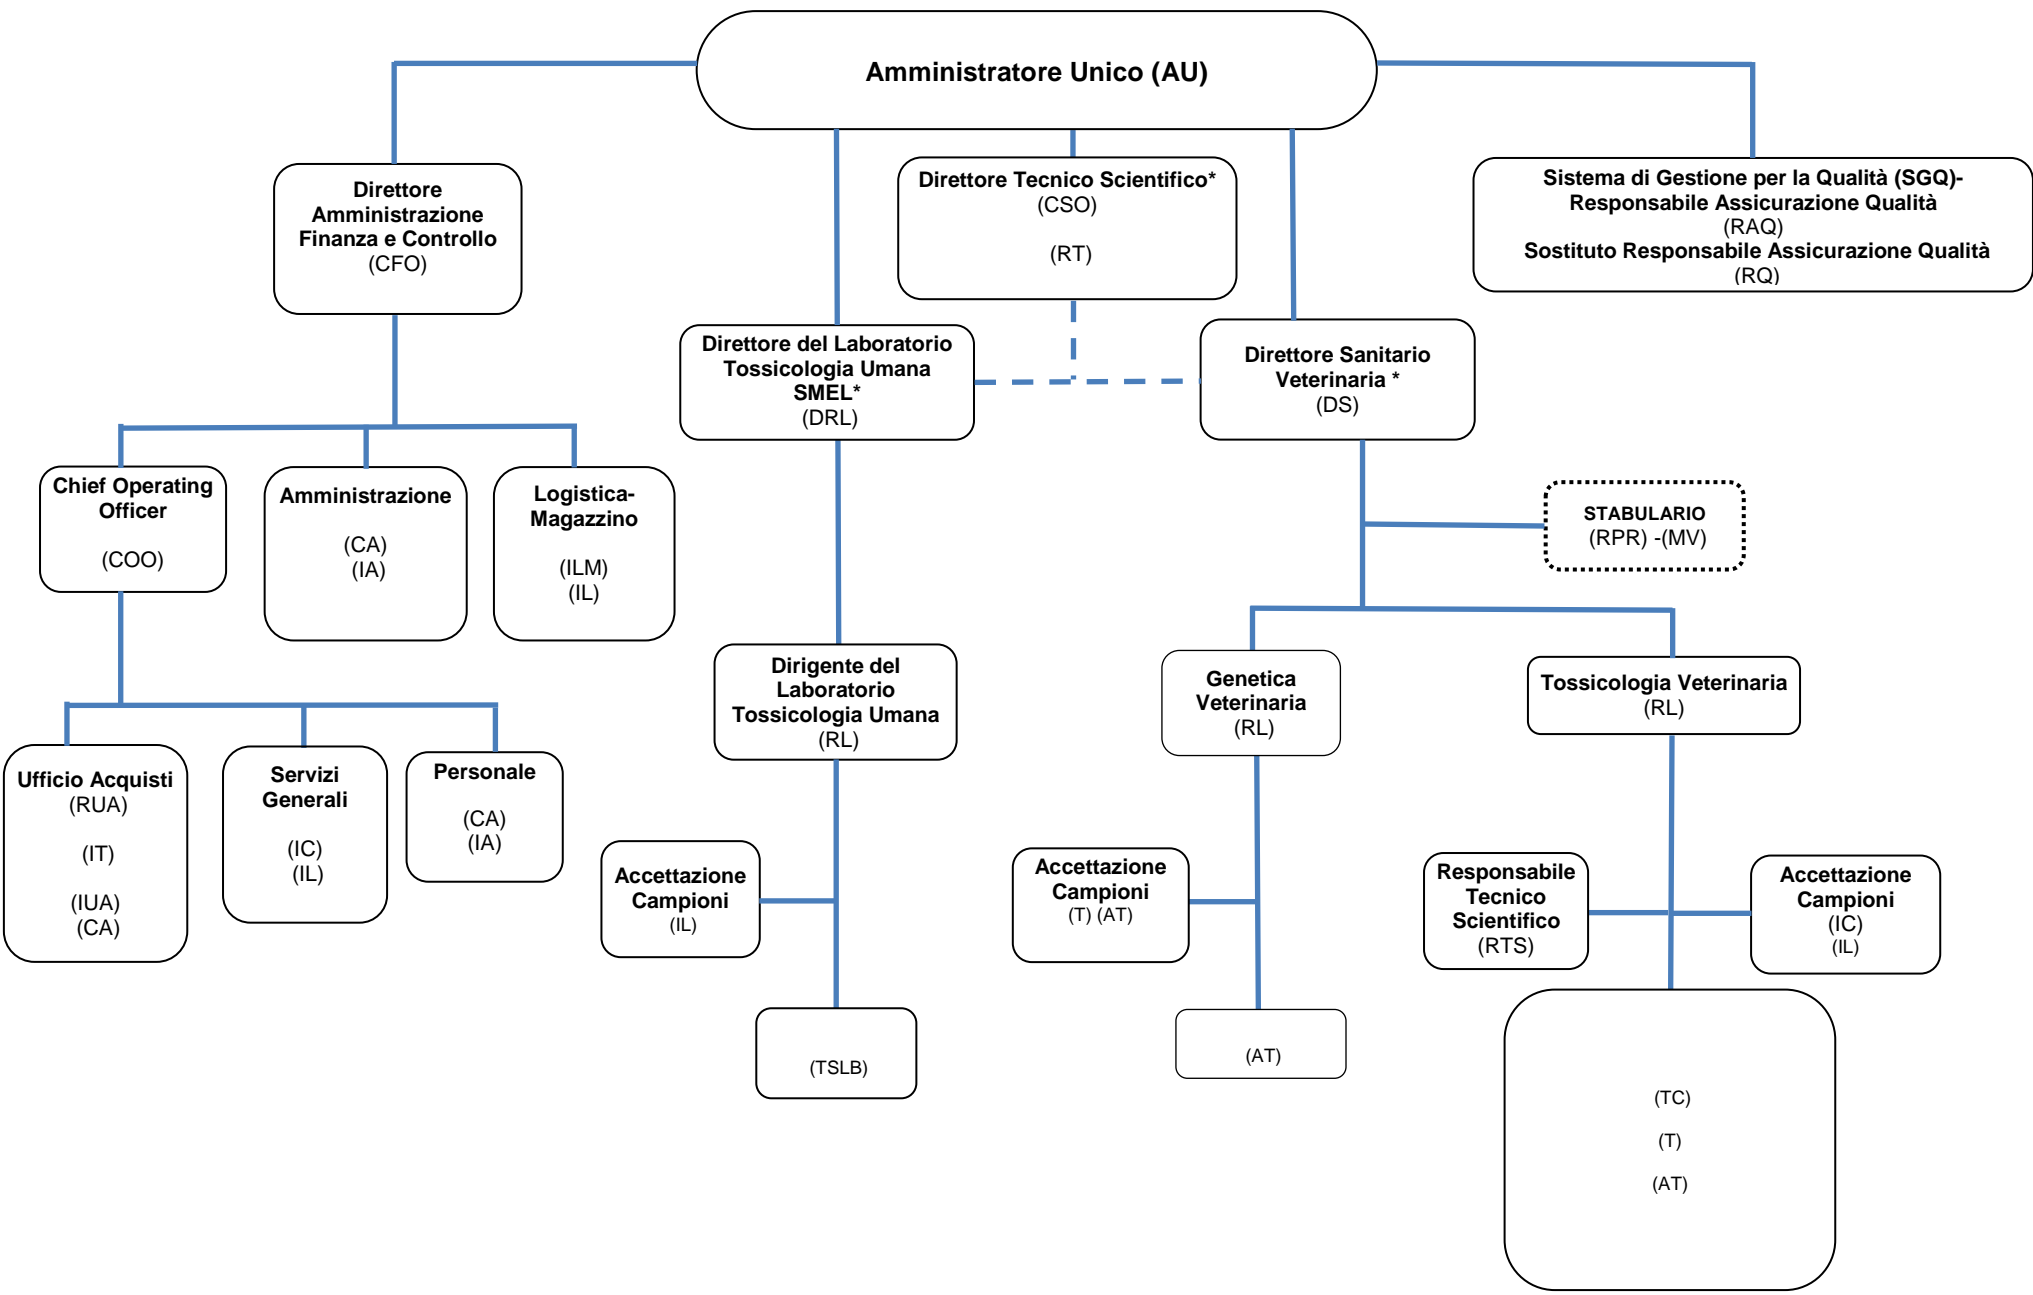 Amministratore Unico (AU)
Direttore
Amministrazione
Finanza e Controllo
(CFO)
Direttore Tecnico Scientifico*
(CSO)
(RT)
Sistema di Gestione per la Qualità (SGQ)-
Responsabile Assicurazione Qualità
(RAQ)
Sostituto Responsabile Assicurazione Qualità
(RQ)
Direttore del Laboratorio
Tossicologia Umana
SMEL*
(DRL)
Direttore Sanitario
Veterinaria *
(DS)
Chief Operating
Officer
(COO)
Amministrazione
(CA)
(IA)
Logistica-
Magazzino
(ILM)
(IL)
STABULARIO
(RPR) -(MV)
Dirigente del
Laboratorio
Tossicologia Umana
(RL)
Genetica
Veterinaria
(RL)
Tossicologia Veterinaria
(RL)
Ufficio Acquisti
(RUA)
(IT)
(IUA)
(CA)
Servizi
Generali
(IC)
(IL)
Personale
(CA)
(IA)
Accettazione
Campioni
(IL)
Accettazione
Campioni
(T) (AT)
Responsabile
Tecnico
Scientifico
(RTS)
Accettazione
Campioni
(IC)
(IL)
(TSLB)
(AT)
(TC)
(T)
(AT)